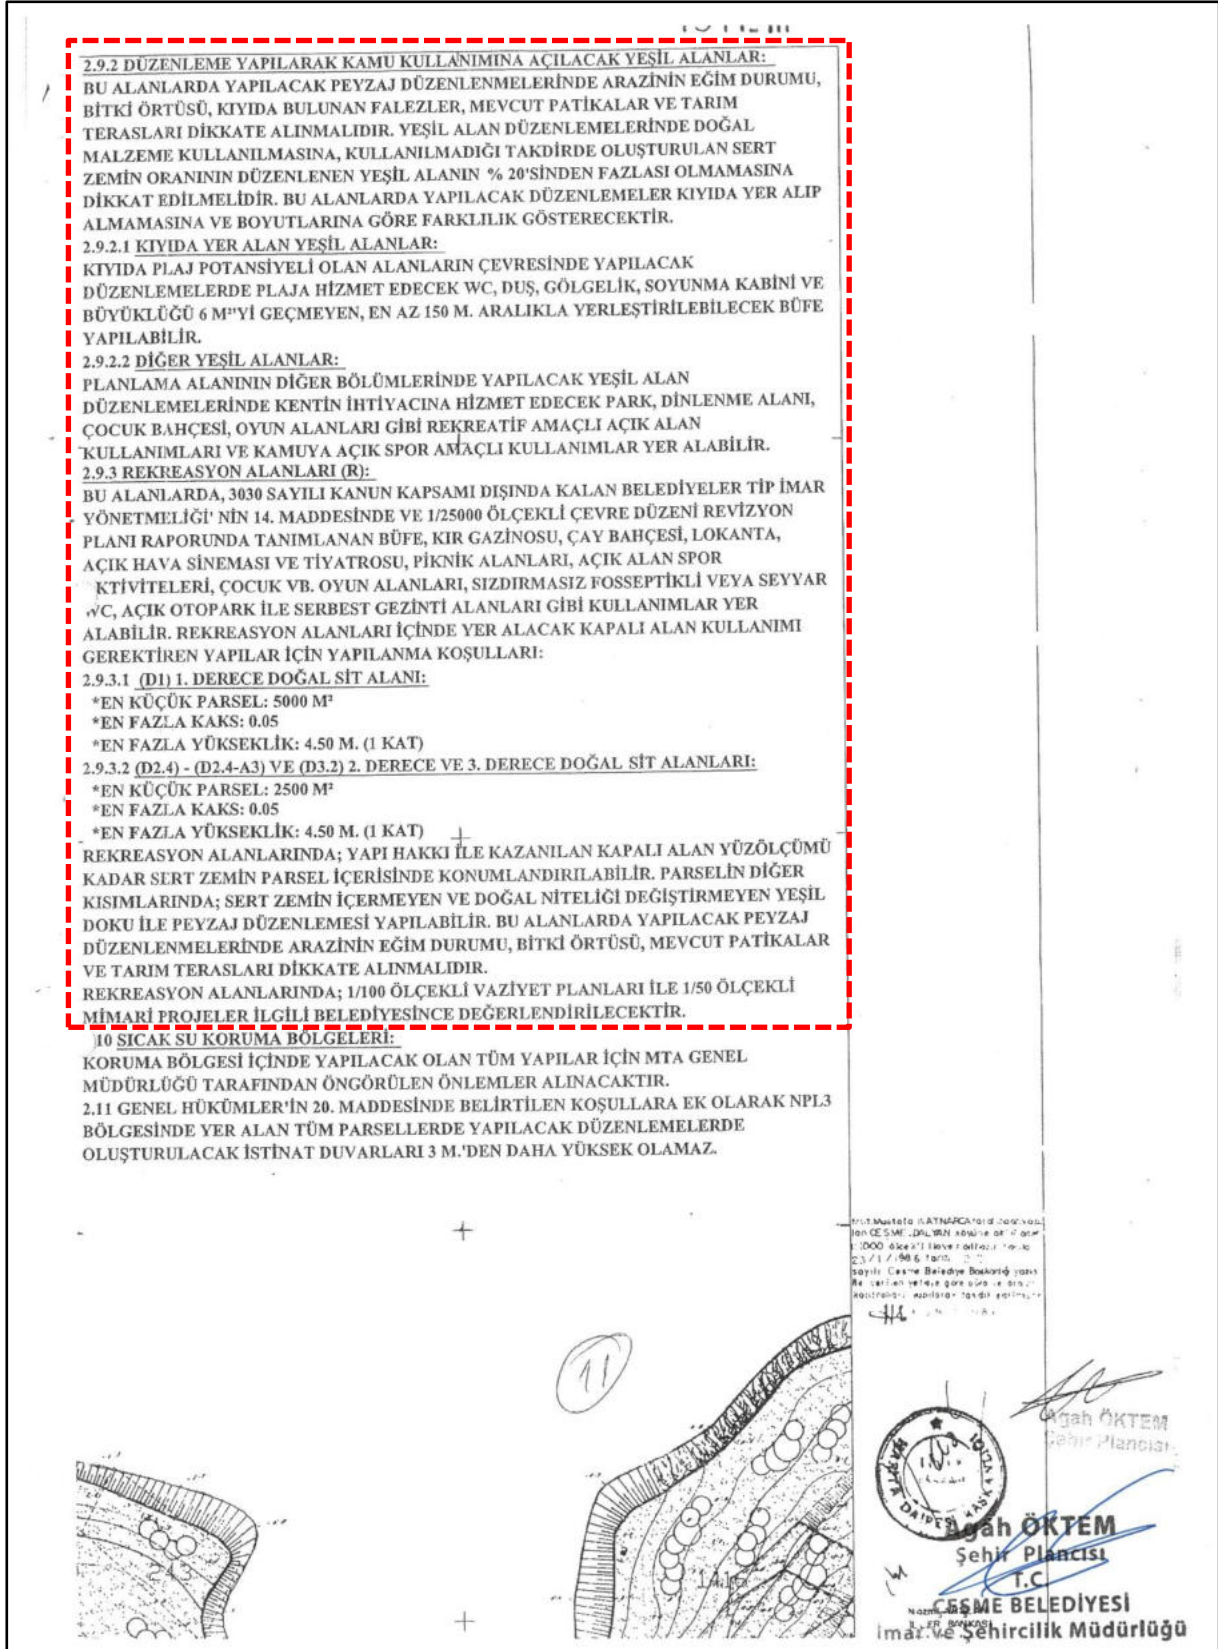 2.9.2 DÜZENLEME YAPILARAK KAMU KULLANIMINA AÇILACAK YEŞİL ALANLAR:
BU ALANLARDA YAPILACAK PEYZAJ DÜZENLENMELERİNDE ARAZİNİN EĞİM DURUMU,
BİTKİ ÖRTÜSÜ, KIYIDA BULUNAN FALEZLER, MEVCUT PATİKALAR VE TARIM
TERASLARI DİKKATE ALINMALIDIR. YEŞİL ALAN DÜZENLEMELERİNDE DOĞAL
MALZEME KULLANILMASINA, KULLANILMADIĞI TAKDİRDE OLUŞTURULAN SERT
ZEMİN ORANININ DÜZENLENEN YEŞİL ALANIN % 20'SİNDEN FAZLASI OLMAMASINA
DİKKAT EDİLMELİDİR. BU ALANLARDA YAPILACAK DÜZENLEMELER KIYIDA YER ALIP
ALMAMASINA VE BOYUTLARINA GÖRE FARKLILIK GÖSTERECEKTİR.
2.9.2.1 KIYIDA YER ALAN YEŞİL ALANLAR:
KIYIDA PLAJ POTANSİYELİ OLAN ALANLARIN ÇEVRESİNDE YAPILACAK
DÜZENLEMELERDE PLAJA HİZMET EDECEK WC, DUŞ, GÖLGELİK, SOYUNMA KABİNİ VE
BÜYÜKLÜĞÜ 6 M²'Yİ GEÇMEYEN, EN AZ 150 M. ARALIKLA YERLEŞTİRİLEBİLECEK BÜFE
YAPILABİLİR.
2.9.2.2 DİĞER YEŞİL ALANLAR:
PLANLAMA ALANININ DİĞER BÖLÜMLERİNDE YAPILACAK YEŞİL ALAN
DÜZENLEMELERİNDE KENTİN İHTİYACINA HİZMET EDECEK PARK, DİNLENME ALANI,
ÇOCUK BAHÇESİ, OYUN ALANLARI GİBİ REKREATİF AMAÇLI AÇIK ALAN
KULLANIMLARI VE KAMUYA AÇIK SPOR AMAÇLI KULLANIMLAR YER ALABİLİR.
2.9.3 REKREASYON ALANLARI (R):
BU ALANLARDA, 3030 SAYILI KANUN KAPSAMI DIŞINDA KALAN BELEDİYELER TİP İMAR
YÖNETMELİĞİ' NİN 14. MADDESİNDE VE 1/25000 ÖLÇEKLİ ÇEVRE DÜZENİ REVİZYON
PLANI RAPORUNDA TANIMLANAN BÜFE, KIR GAZİNOSU, ÇAY BAHÇESİ, LOKANTA,
AÇIK HAVA SİNEMASI VE TİYATROSU, PİKNİK ALANLARI, AÇIK ALAN SPOR
KTİVİTELERİ, ÇOCUK VB. OYUN ALANLARI, SIZDIRMASIZ FOSSEPTİKLİ VEYA SEYYAR
WC, AÇIK OTOPARK İLE SERBEST GEZİNTİ ALANLARI GİBİ KULLANIMLAR YER
ALABİLİR. REKREASYON ALANLARI İÇİNDE YER ALACAK KAPALI ALAN KULLANIMI
GEREKTİREN YAPILAR İÇİN YAPILANMA KOŞULLARI:
2.9.3.1 (D1) 1. DERECE DOĞAL SİT ALANI:
*EN KÜÇÜK PARSEL: 5000 M²
*EN FAZLA KAKS: 0.05
*EN FAZLA YÜKSEKLİK: 4.50 M. (1 KAT)
2.9.3.2 (D2.4) - (D2.4-A3) VE (D3.2) 2. DERECE VE 3. DERECE DOĞAL SİT ALANLARI:
*EN KÜÇÜK PARSEL: 2500 M²
*EN FAZLA KAKS: 0.05
*EN FAZLA YÜKSEKLİK: 4.50 M. (1 KAT)
REKREASYON ALANLARINDA; YAPI HAKKI İLE KAZANILAN KAPALI ALAN YÜZÖLÇÜMÜ
KADAR SERT ZEMİN PARSEL İÇERİSİNDE KONUMLANDIRILABİLİR. PARSELİN DİĞER
KISIMLARINDA; SERT ZEMİN İÇERMEYEN VE DOĞAL NİTELİĞİ DEĞİŞTİRMEYEN YEŞİL
DOKU İLE PEYZAJ DÜZENLEMESİ YAPILABİLİR. BU ALANLARDA YAPILACAK PEYZAJ
DÜZENLENMELERİNDE ARAZİNİN EĞİM DURUMU, BİTKİ ÖRTÜSÜ, MEVCUT PATİKALAR
VE TARIM TERASLARI DİKKATE ALINMALIDIR.
REKREASYON ALANLARINDA; 1/100 ÖLÇEKLİ VAZİYET PLANLARI İLE 1/50 ÖLÇEKLİ
MİMARİ PROJELER İLGİLİ BELEDİYESİNCE DEĞERLENDİRİLECEKTİR.
10 SICAK SU KORUMA BÖLGELERİ:
KORUMA BÖLGESİ İÇİNDE YAPILACAK OLAN TÜM YAPILAR İÇİN MTA GENEL
MÜDÜRLÜĞÜ TARAFINDAN ÖNGÖRÜLEN ÖNLEMLER ALINACAKTIR.
2.11 GENEL HÜKÜMLER'İN 20. MADDESİNDE BELİRTİLEN KOŞULLARA EK OLARAK NPL3
BÖLGESİNDE YER ALAN TÜM PARSELLERDE YAPILACAK DÜZENLEMELERDE
OLUŞTURULACAK İSTİNAT DUVARLARI 3 M.'DEN DAHA YÜKSEK OLAMAZ.
11
Agah ÖKTEM
Şehir Plancısı
Agah ÖKTEM
Şehir Plancısı
T.C.
ÇEŞME BELEDİYESİ
İmar ve Şehircilik Müdürlüğü